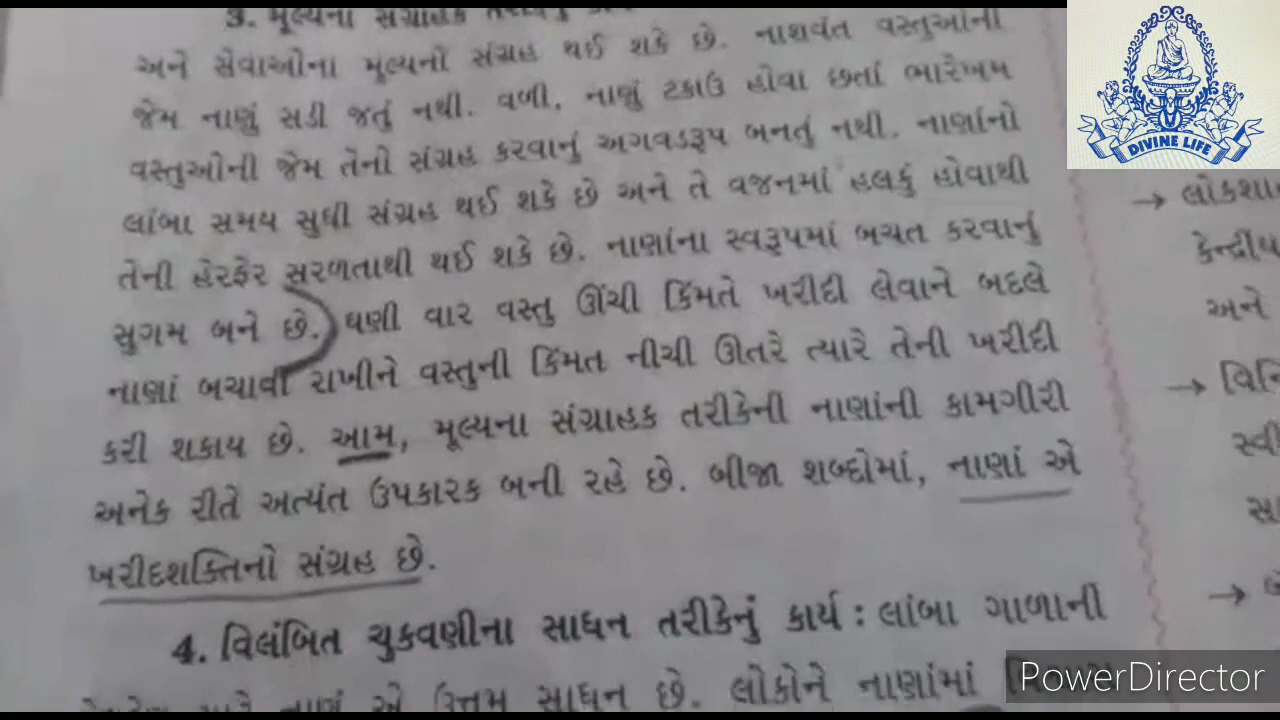 3. મૂલ્યના સંગ્રાહક
અને સેવાઓના મૂલ્યનો સંગ્રહ થઈ શકે છે. નાશવંત વસ્તુઓની
જેમ નાણું સડી જતું નથી. વળી, નાણું ટકાઉ હોવા છતાં ભારેખમ
વસ્તુઓની જેમ તેનો સંગ્રહ કરવાનું અગવડરૂપ બનતું નથી. નાણાંનો
લાંબા સમય સુધી સંગ્રહ થઈ શકે છે અને તે વજનમાં હલકું હોવાથી
તેની હેરફેર સરળતાથી થઈ શકે છે. નાણાંના સ્વરૂપમાં બચત કરવાનું
સુગમ બને છે. ઘણી વાર વસ્તુ ઊંચી કિંમતે ખરીદી લેવાને બદલે
નાણાં બચાવી રાખીને વસ્તુની કિંમત નીચી ઊતરે ત્યારે તેની ખરીદી
કરી શકાય છે. આમ, મૂલ્યના સંગ્રાહક તરીકેની નાણાંની કામગીરી
અનેક રીતે અત્યંત ઉપકારક બની રહે છે. બીજા શબ્દોમાં, નાણાં એ
ખરીદશક્તિનો સંગ્રહ છે.
4. વિલંબિત ચુકવણીના સાધન તરીકેનું કાર્ય : લાંબા ગાળાની
નાણું એ ઉત્તમ સાધન છે. લોકોને નાણાંમાં
→
કેન્દ્રીય
અને
→
→
DIVINE LIFE
PowerDirector